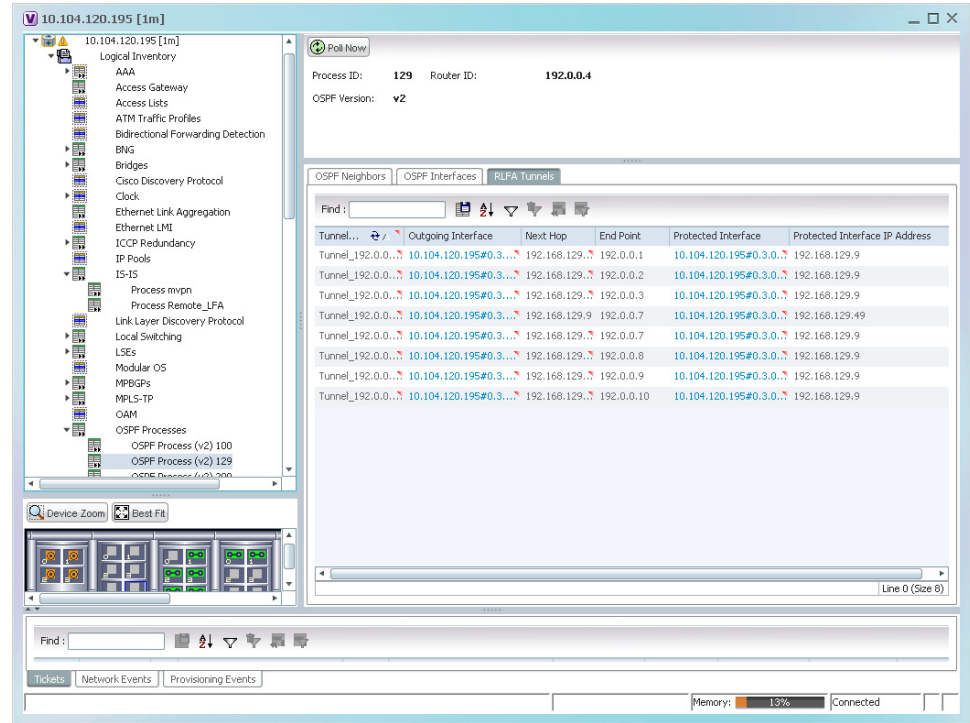 10.104.120.195 [1m]
10.104.120.195 [1m]
Logical Inventory
AAA
Access Gateway
Access Lists
ATM Traffic Profiles
Bidirectional Forwarding Detection
BNG
Bridges
Cisco Discovery Protocol
Clock
Ethernet Link Aggregation
Ethernet LMI
ICCP Redundancy
IP Pools
IS-IS
Process mvpn
Process Remote_LFA
Link Layer Discovery Protocol
Local Switching
LSEs
Modular OS
MPBGPs
MPLS-TP
OAM
OSPF Processes
OSPF Process (v2) 100
OSPF Process (v2) 129
OSPF Process (v2) 200
Device Zoom Best Fit
Poll Now
Process ID: 129 Router ID: 192.0.0.4
OSPF Version: v2
OSPF Neighbors OSPF Interfaces RLFA Tunnels
Find :
Tunnel... Outgoing Interface Next Hop End Point Protected Interface Protected Interface IP Address
Tunnel_192.0.0... 10.104.120.195#0.3.... 192.168.129.. 192.0.0.1 10.104.120.195#0.3.0.. 192.168.129.9
Tunnel_192.0.0... 10.104.120.195#0.3.... 192.168.129.. 192.0.0.2 10.104.120.195#0.3.0.. 192.168.129.9
Tunnel_192.0.0... 10.104.120.195#0.3.... 192.168.129.. 192.0.0.3 10.104.120.195#0.3.0.. 192.168.129.9
Tunnel_192.0.0... 10.104.120.195#0.3.... 192.168.129.9 192.0.0.7 10.104.120.195#0.3.0.. 192.168.129.49
Tunnel_192.0.0... 10.104.120.195#0.3.... 192.168.129.. 192.0.0.7 10.104.120.195#0.3.0.. 192.168.129.9
Tunnel_192.0.0... 10.104.120.195#0.3.... 192.168.129.. 192.0.0.8 10.104.120.195#0.3.0.. 192.168.129.9
Tunnel_192.0.0... 10.104.120.195#0.3.... 192.168.129.. 192.0.0.9 10.104.120.195#0.3.0.. 192.168.129.9
Tunnel_192.0.0... 10.104.120.195#0.3.... 192.168.129.. 192.0.0.10 10.104.120.195#0.3.0.. 192.168.129.9
Line 0 (Size 8)
Find :
Tickets Network Events Provisioning Events
Memory: 13% Connected